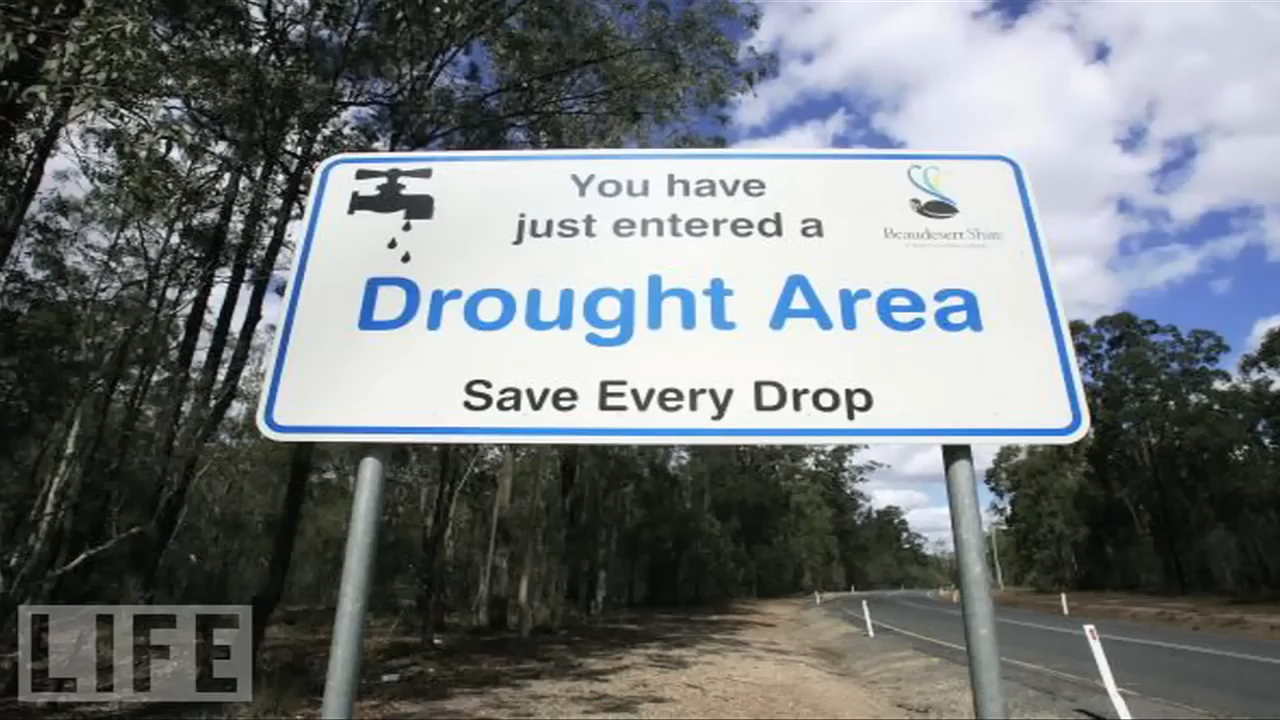 You have
just entered a
Beaudesert Shire
Drought Area
Save Every Drop
LIFE